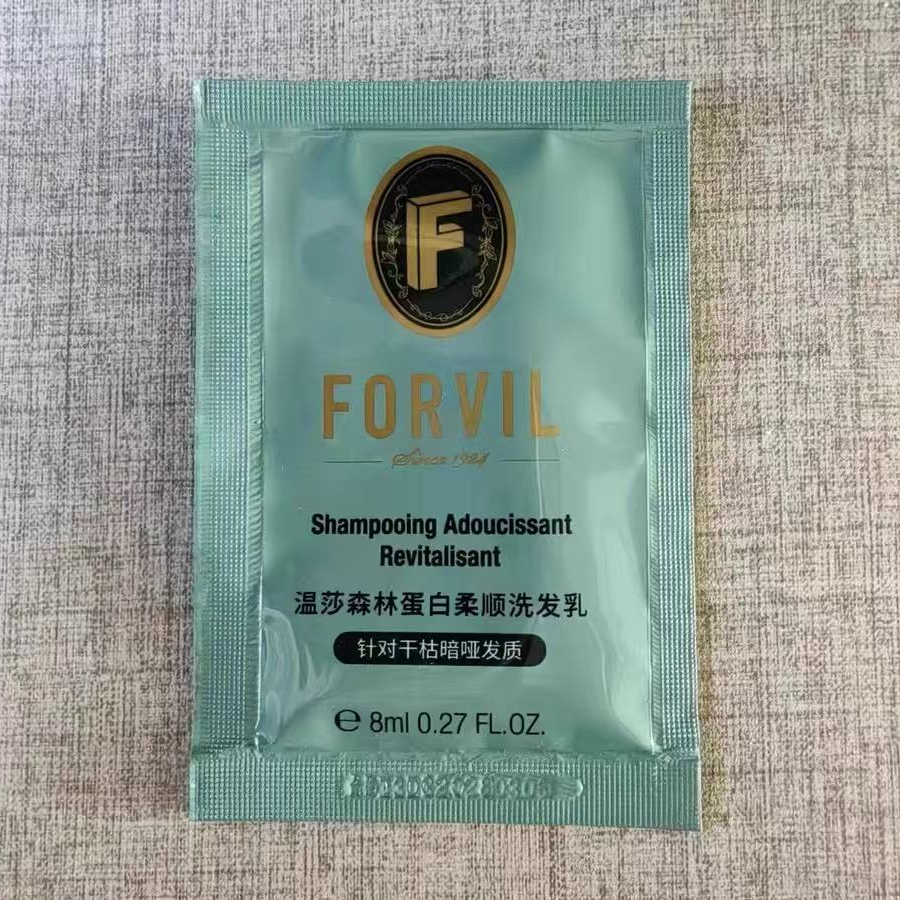 F
FORVIL
Since 1924
Shampooing Adoucissant
Revitalisant
温莎森林蛋白柔顺洗发乳
针对干枯暗哑发质
℮ 8ml 0.27 FL.OZ.